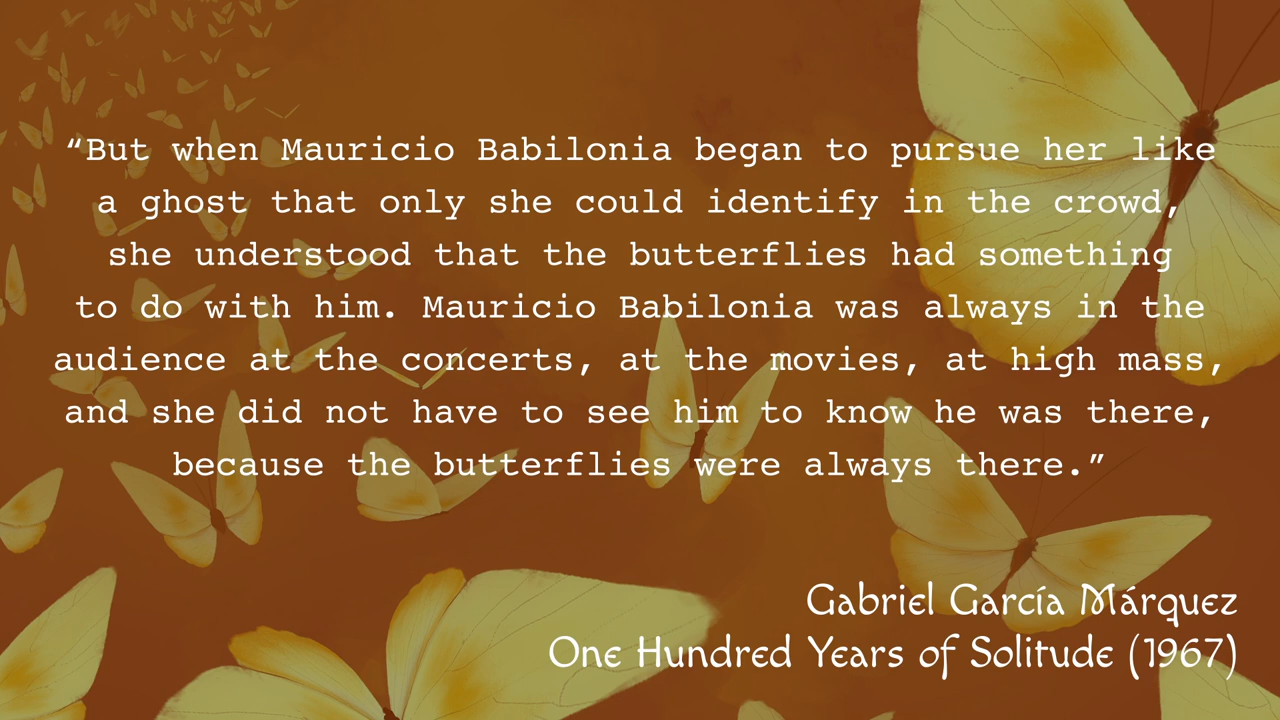 “But when Mauricio Babilonia began to pursue her like
a ghost that only she could identify in the crowd,
she understood that the butterflies had something
to do with him. Mauricio Babilonia was always in the
audience at the concerts, at the movies, at high mass,
and she did not have to see him to know he was there,
because the butterflies were always there.”
Gabriel García Márquez
One Hundred Years of Solitude (1967)